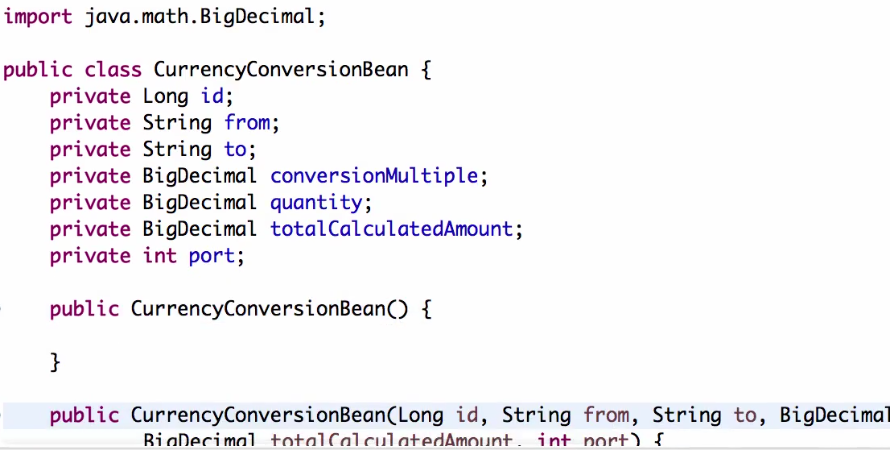 import java.math.BigDecimal;
public class CurrencyConversionBean {
private Long id;
private String from;
private String to;
private BigDecimal conversionMultiple;
private BigDecimal quantity;
private BigDecimal totalCalculatedAmount;
private int port;
public CurrencyConversionBean() {
}
public CurrencyConversionBean(Long id, String from, String to, BigDecimal
BigDecimal totalCalculatedAmount, int port) {